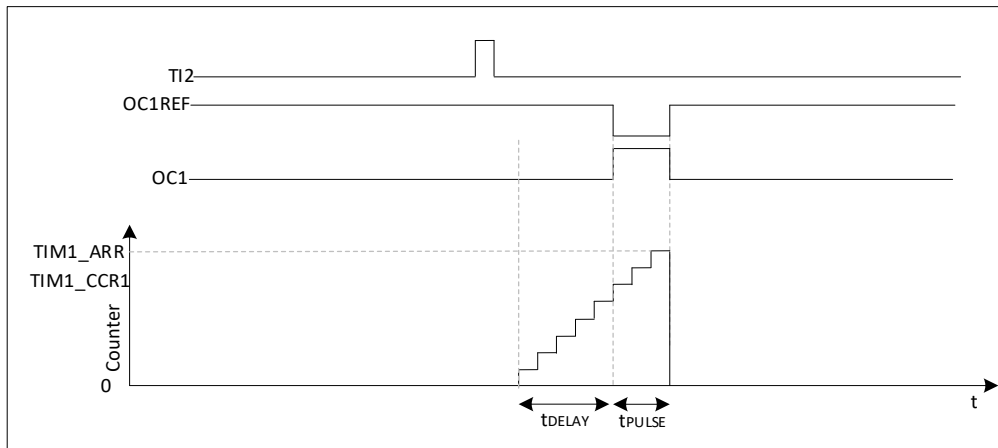 TI2
OC1REF
OC1
TIM1_ARR
TIM1_CCR1
Counter
0
t
tDELAY
tPULSE